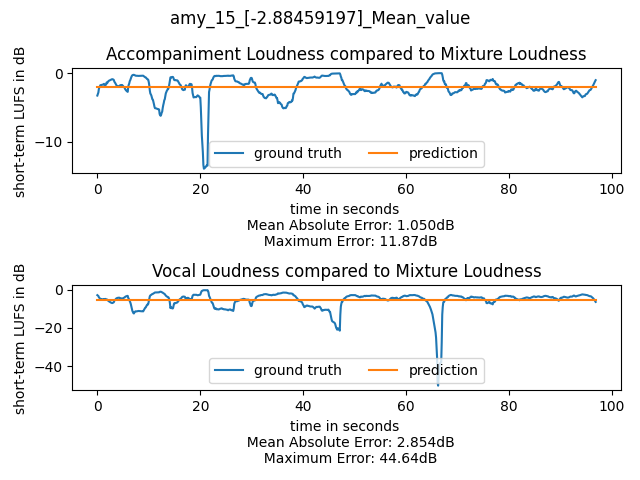 amy_15_[-2.88459197]_Mean_value
Accompaniment Loudness compared to Mixture Loudness
short-term LUFS in dB
0
−10
ground truth
prediction
0 20 40 60 80 100
time in seconds
Mean Absolute Error: 1.050dB
Maximum Error: 11.87dB
Vocal Loudness compared to Mixture Loudness
short-term LUFS in dB
0
−20
−40
ground truth
prediction
0 20 40 60 80 100
time in seconds
Mean Absolute Error: 2.854dB
Maximum Error: 44.64dB